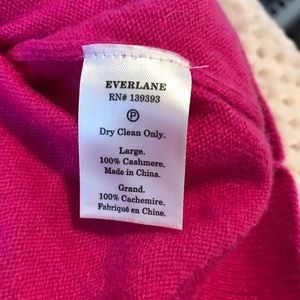 EVERLANE
RN# 139393
P
Dry Clean Only.
Large.
100% Cashmere.
Made in China.
Grand.
100% Cachemire.
Fabriqué en Chine.